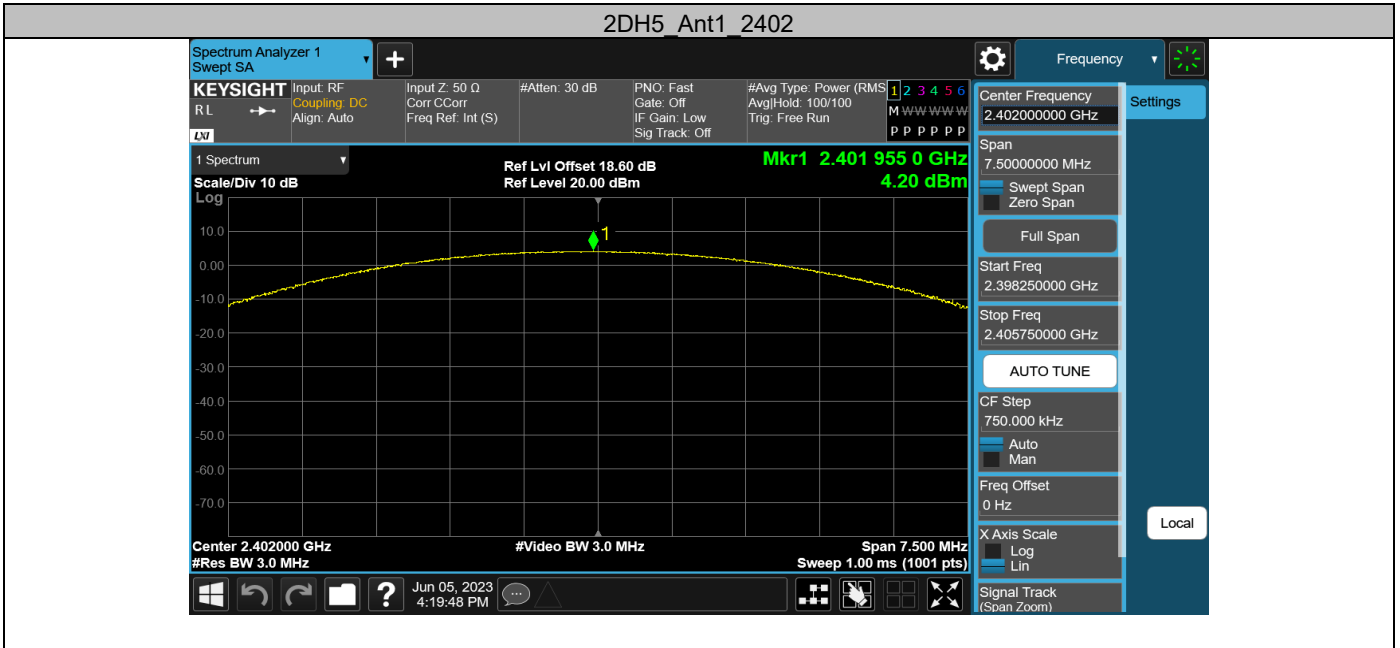 2DH5_Ant1_2402
Spectrum Analyzer 1
Swept SA
+
Frequency
KEYSIGHT
RL
LXI
Input: RF
Coupling: DC
Align: Auto
Input Z: 50 Ω
Corr CCorr
Freq Ref: Int (S)
#Atten: 30 dB
PNO: Fast
Gate: Off
IF Gain: Low
Sig Track: Off
#Avg Type: Power (RMS
Avg|Hold: 100/100
Trig: Free Run
1 2 3 4 5 6
M W W W W W
P P P P P P
1 Spectrum
Scale/Div 10 dB
Log
Ref Lvl Offset 18.60 dB
Ref Level 20.00 dBm
Mkr1 2.401 955 0 GHz
4.20 dBm
1
10.0
0.00
-10.0
-20.0
-30.0
-40.0
-50.0
-60.0
-70.0
Center 2.402000 GHz
#Res BW 3.0 MHz
#Video BW 3.0 MHz
Span 7.500 MHz
Sweep 1.00 ms (1001 pts)
Center Frequency
2.402000000 GHz
Settings
Span
7.50000000 MHz
Swept Span
Zero Span
Full Span
Start Freq
2.398250000 GHz
Stop Freq
2.405750000 GHz
AUTO TUNE
CF Step
750.000 kHz
Auto
Man
Freq Offset
0 Hz
X Axis Scale
Log
Lin
Local
Signal Track
(Span Zoom)
?
Jun 05, 2023
4:19:48 PM